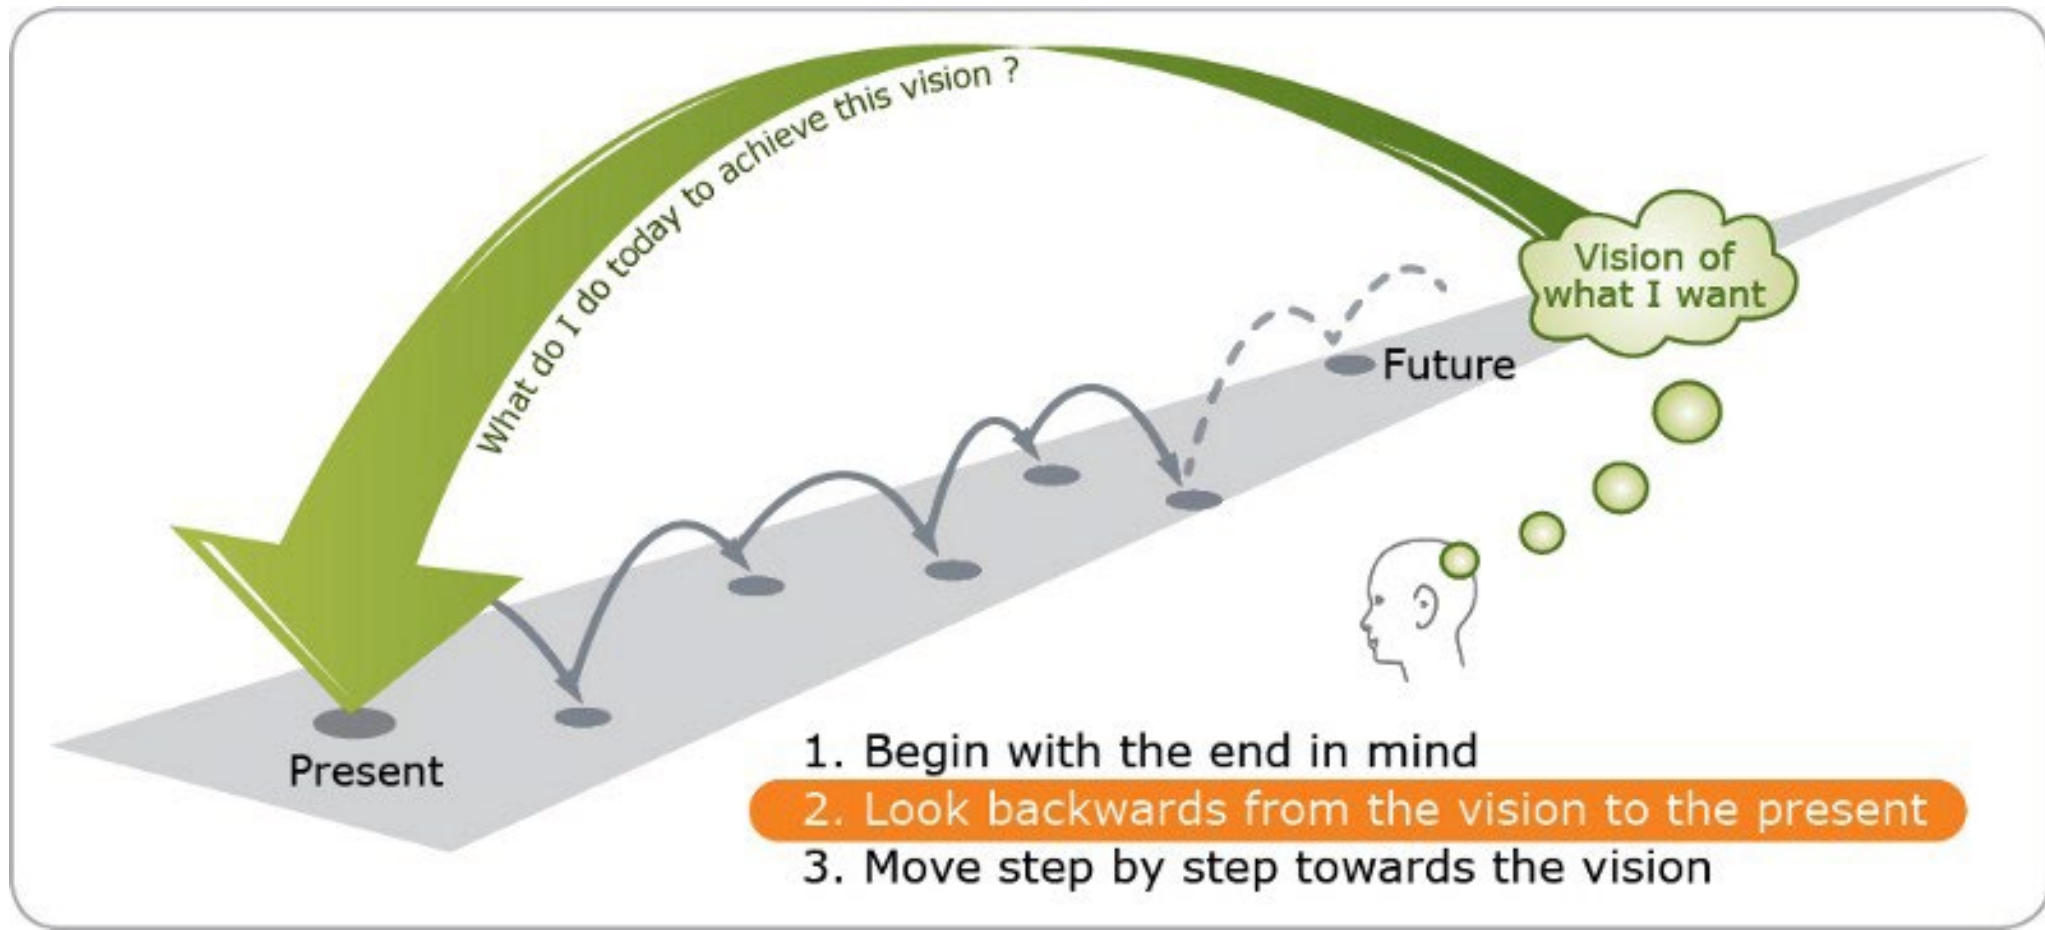 What do I do today to achieve this vision ?
Vision of
what I want
Future
Present
1. Begin with the end in mind
2. Look backwards from the vision to the present
3. Move step by step towards the vision